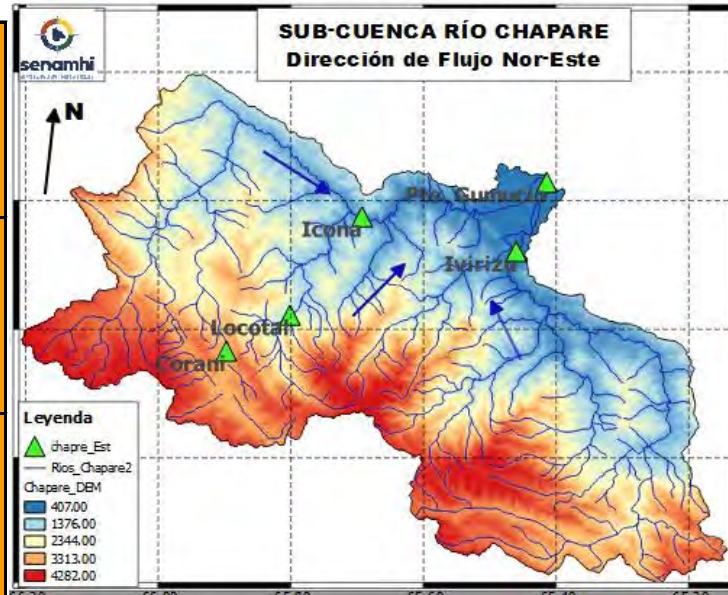 SUB-CUENCA RÍO CHAPARE
Dirección de Flujo Nor-Este
senamhi
N
Pto. Gumucio
Icona
Ivirizu
Locotal
Corani
Leyenda
chapre_Est
Rios_Chapare2
Chapare_DEM
407.00
1376.00
2344.00
3313.00
4282.00